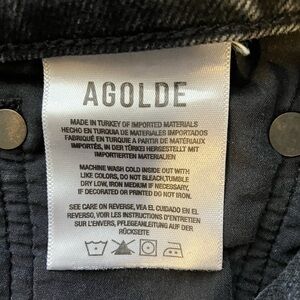 AGOLDE
MADE IN TURKEY OF IMPORTED MATERIALS
HECHO EN TURQUIA DE MATERIALES IMPORTADOS
FABRIQUE EN TURQUIE A PARTIR DE MATÉRIAUX
IMPORTÉS, IN DER TÜRKEI HERGESTELLT MIT
IMPORTIERTEN MATERIALIEN
MACHINE WASH COLD INSIDE OUT WITH
LIKE COLORS, DO NOT BLEACH,TUMBLE
DRY LOW, IRON MEDIUM IF NECESSARY,
IF DECORATED OR PRINTED DO NOT IRON.
SEE CARE ON REVERSE, VEA EL CUIDADO EN EL
REVERSO, VOIR LES INSTRUCTIONS D'ENTRETIEN
SUR L'ENVERS, PFLEGEANLEITUNG AUF DER
RÜCKSEITE